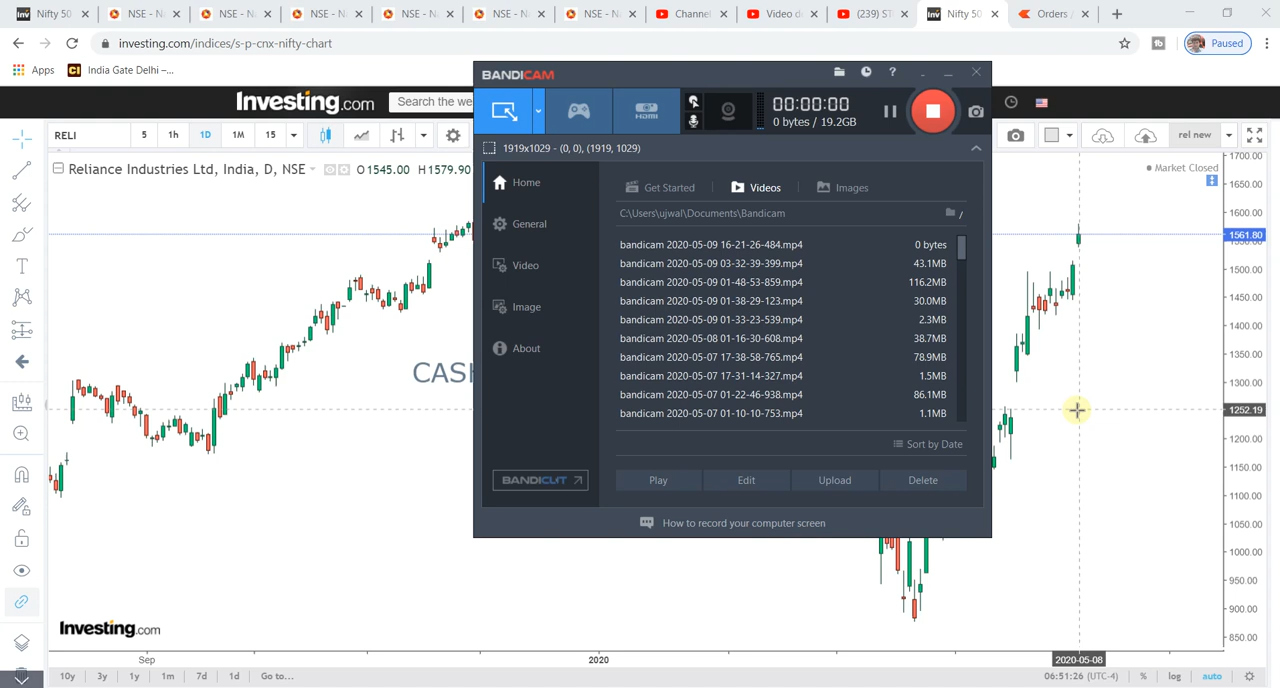 Nifty 50
NSE -
NSE -
NSE -
NSE -
NSE -
NSE -
Channel
Video d
(239) ST
Nifty 50
Orders /
investing.com/indices/s-p-cnx-nifty-chart
Paused
Apps
India Gate Delhi –...
Investing.com
Search the we
BANDICAM
HDMI
00:00:00
0 bytes / 19.2GB
1919x1029 - (0, 0), (1919, 1029)
RELI
5
1h
1D
1M
15
rel new
Reliance Industries Ltd, India, D, NSE
O1545.00
H1579.90
Market Closed
Home
General
Video
Image
About
BANDICUT
Get Started
Videos
Images
C:\Users\ujwal\Documents\Bandicam
bandicam 2020-05-09 16-21-26-484.mp4 0 bytes
bandicam 2020-05-09 03-32-39-399.mp4 43.1MB
bandicam 2020-05-09 01-48-53-859.mp4 116.2MB
bandicam 2020-05-09 01-38-29-123.mp4 30.0MB
bandicam 2020-05-09 01-33-23-539.mp4 2.3MB
bandicam 2020-05-08 01-16-30-608.mp4 38.7MB
bandicam 2020-05-07 17-38-58-765.mp4 78.9MB
bandicam 2020-05-07 17-31-14-327.mp4 1.5MB
bandicam 2020-05-07 01-22-46-938.mp4 86.1MB
bandicam 2020-05-07 01-10-10-753.mp4 1.1MB
Sort by Date
Play
Edit
Upload
Delete
How to record your computer screen
CASH
1700.00
1650.00
1600.00
1561.80
1500.00
1450.00
1400.00
1350.00
1300.00
1252.19
1200.00
1150.00
1100.00
1050.00
1000.00
950.00
900.00
850.00
Investing.com
Sep
2020
2020-05-08
10y
3y
1y
1m
7d
1d
Go to...
06:51:26 (UTC-4)
%
log
auto